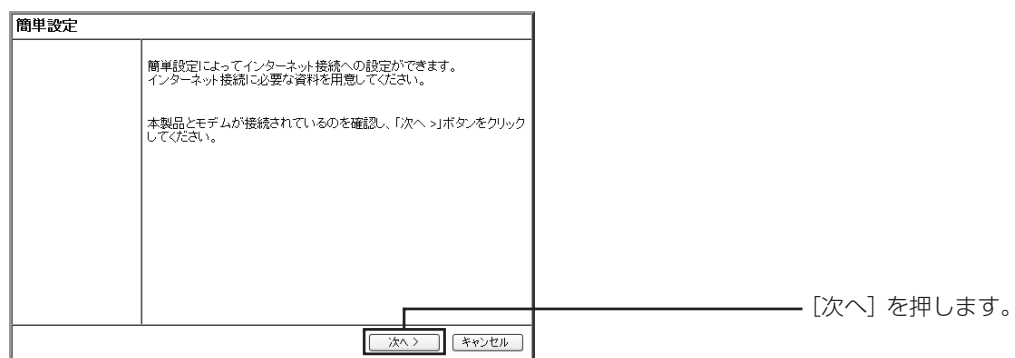 簡単設定
簡単設定によってインターネット接続への設定ができます。
インターネット接続に必要な資料を用意してください。
本製品とモデムが接続されているのを確認し、「次へ >」ボタンをクリック
してください。
[次へ] を押します。
次へ >
キャンセル